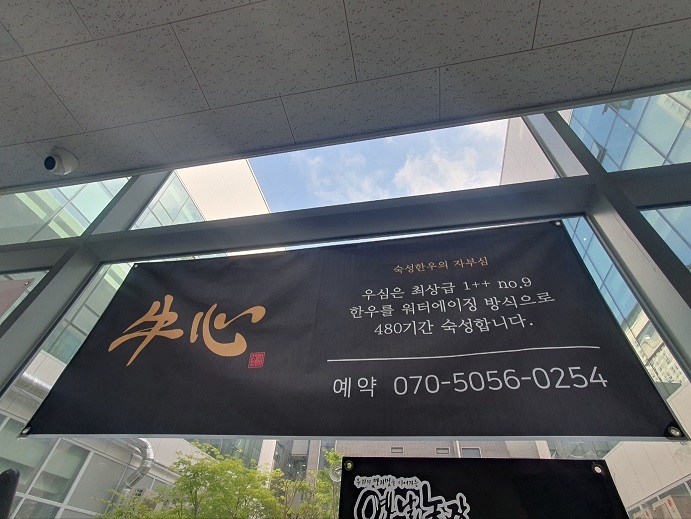 牛心
숙성한우의 자부심
우심은 최상급 1++ no.9
한우를 워터에이징 방식으로
480기간 숙성합니다.
예약 070-5056-0254